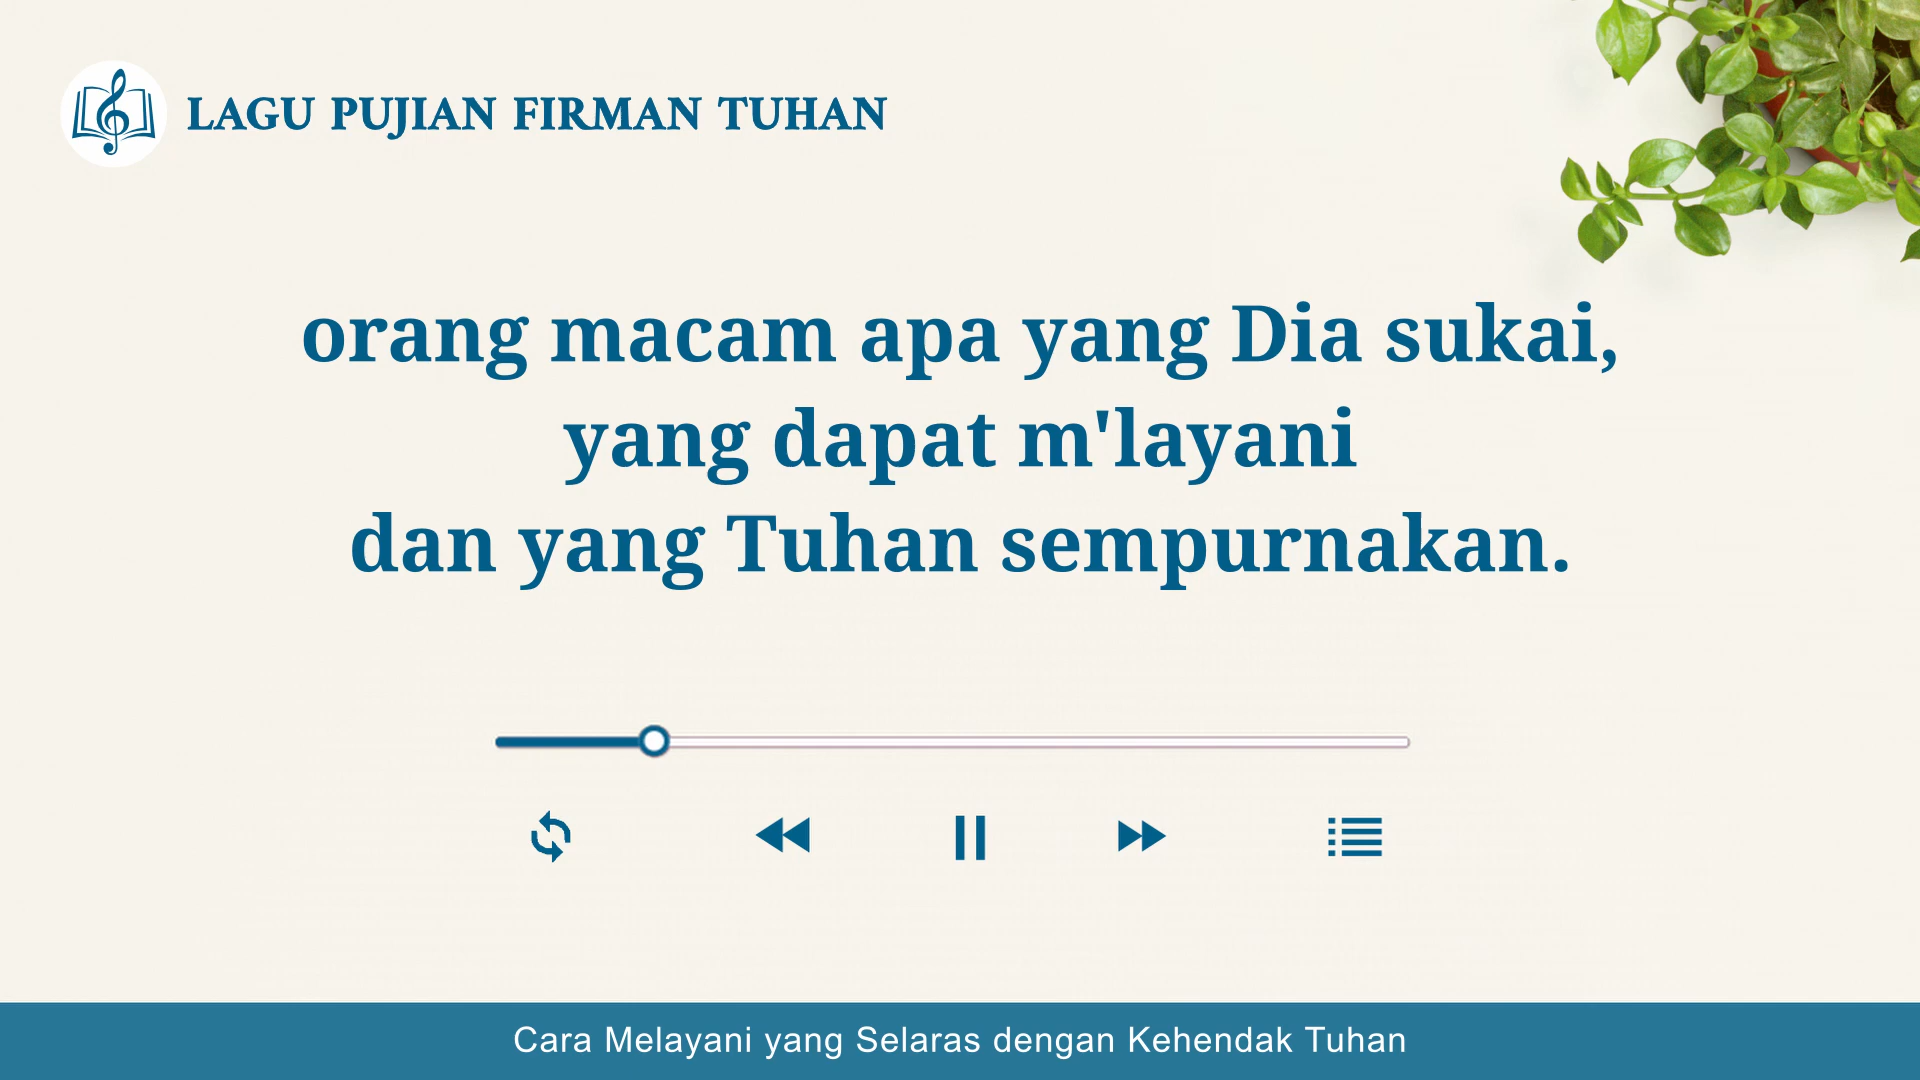 LAGU PUJIAN FIRMAN TUHAN
orang macam apa yang Dia sukai,
yang dapat m'layani
dan yang Tuhan sempurnakan.
Cara Melayani yang Selaras dengan Kehendak Tuhan